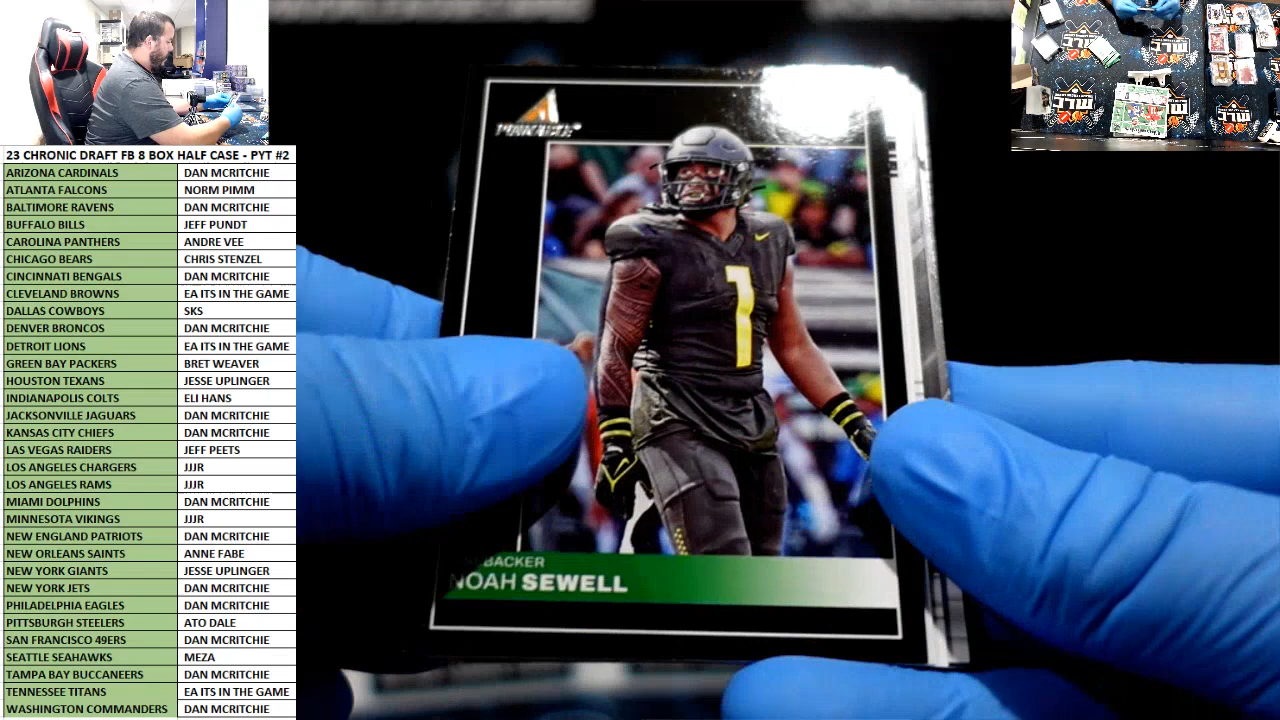 23 CHRONIC DRAFT FB 8 BOX HALF CASE - PYT #2
ARIZONA CARDINALS DAN MCRITCHIE
ATLANTA FALCONS NORM PIMM
BALTIMORE RAVENS DAN MCRITCHIE
BUFFALO BILLS JEFF PUNDT
CAROLINA PANTHERS ANDRE VEE
CHICAGO BEARS CHRIS STENZEL
CINCINNATI BENGALS DAN MCRITCHIE
CLEVELAND BROWNS EA ITS IN THE GAME
DALLAS COWBOYS SKS
DENVER BRONCOS DAN MCRITCHIE
DETROIT LIONS EA ITS IN THE GAME
GREEN BAY PACKERS BRET WEAVER
HOUSTON TEXANS JESSE UPLINGER
INDIANAPOLIS COLTS ELI HANS
JACKSONVILLE JAGUARS DAN MCRITCHIE
KANSAS CITY CHIEFS DAN MCRITCHIE
LAS VEGAS RAIDERS JEFF PEETS
LOS ANGELES CHARGERS JJJR
LOS ANGELES RAMS JJJR
MIAMI DOLPHINS DAN MCRITCHIE
MINNESOTA VIKINGS JJJR
NEW ENGLAND PATRIOTS DAN MCRITCHIE
NEW ORLEANS SAINTS ANNE FABE
NEW YORK GIANTS JESSE UPLINGER
NEW YORK JETS DAN MCRITCHIE
PHILADELPHIA EAGLES DAN MCRITCHIE
PITTSBURGH STEELERS ATO DALE
SAN FRANCISCO 49ERS DAN MCRITCHIE
SEATTLE SEAHAWKS MEZA
TAMPA BAY BUCCANEERS DAN MCRITCHIE
TENNESSEE TITANS EA ITS IN THE GAME
WASHINGTON COMMANDERS DAN MCRITCHIE
PINNACLE
1
BACKER
NOAH SEWELL